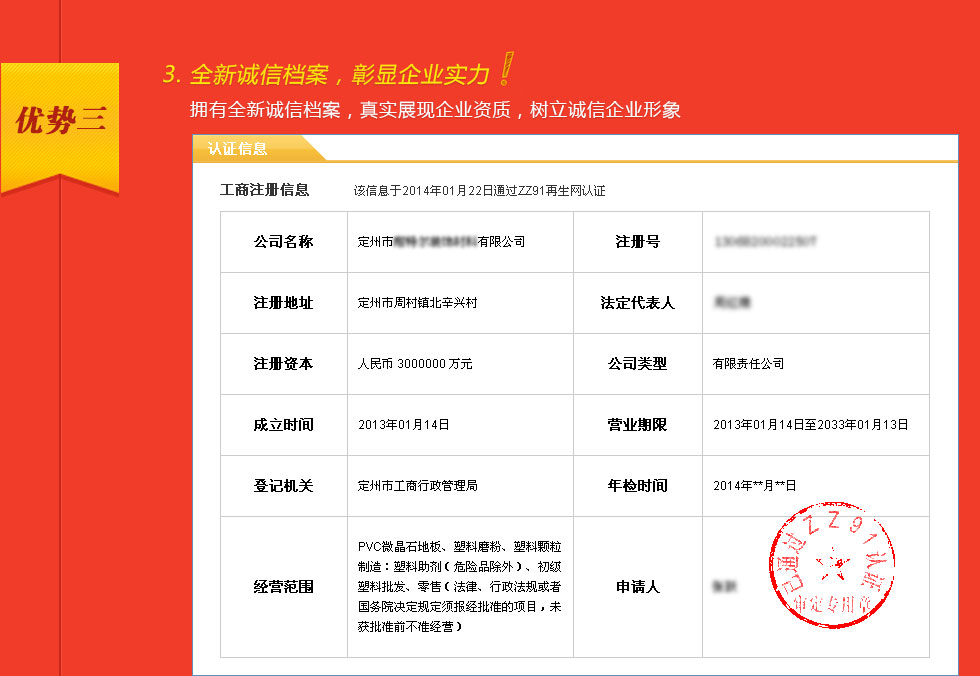 优势三
3. 全新诚信档案，彰显企业实力！
拥有全新诚信档案，真实展现企业资质，树立诚信企业形象
认证信息
工商注册信息 该信息于2014年01月22日通过ZZ91再生网认证
公司名称 定州市 有限公司 注册号
注册地址 定州市周村镇北辛兴村 法定代表人
注册资本 人民币 3000000 万元 公司类型 有限责任公司
成立时间 2013年01月14日 营业期限 2013年01月14日至2033年01月13日
登记机关 定州市工商行政管理局 年检时间 2014年**月**日
经营范围
PVC微晶石地板、塑料磨粉、塑料颗粒
制造：塑料助剂（危险品除外）、初级
塑料批发、零售（法律、行政法规或者
国务院决定规定须报经批准的项目，未
获批准前不准经营）
申请人
已通过ZZ91认证
审定专用章